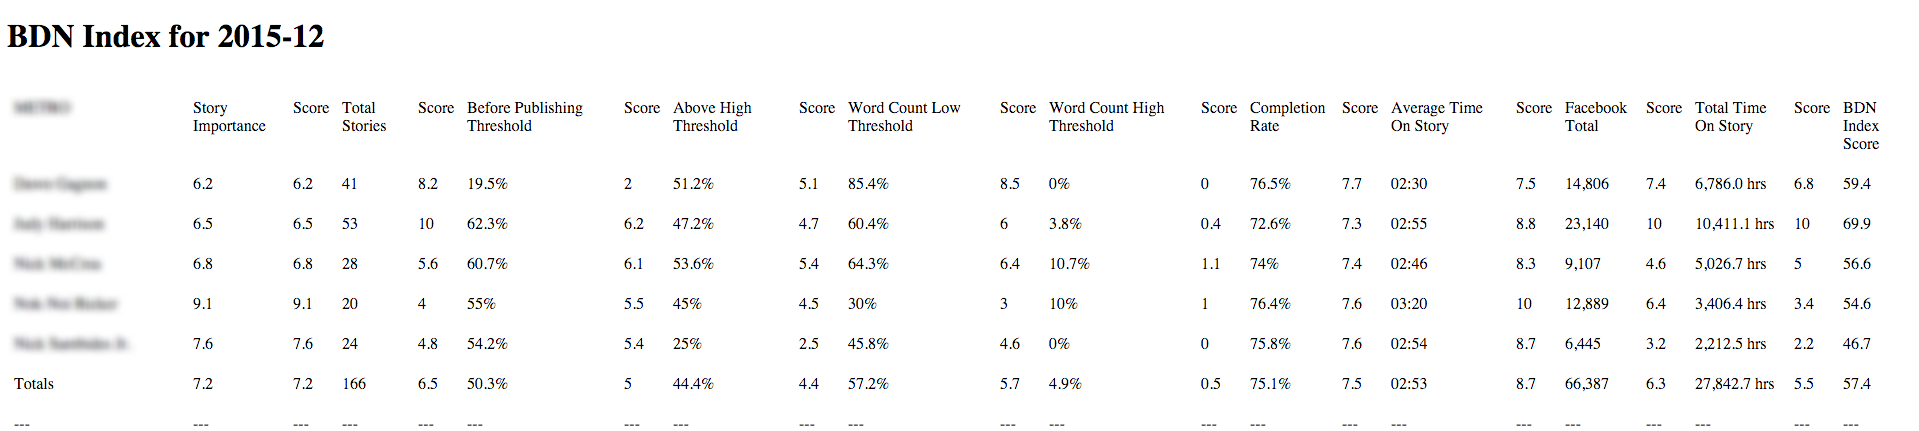 BDN Index for 2015-12
Story Importance Score Total Stories Score Before Publishing Threshold Score Above High Threshold Score Word Count Low Threshold Score Word Count High Threshold Score Completion Rate Score Average Time On Story Score Facebook Total Score Total Time On Story Score BDN Index Score
6.2 6.2 41 8.2 19.5% 2 51.2% 5.1 85.4% 8.5 0% 0 76.5% 7.7 02:30 7.5 14,806 7.4 6,786.0 hrs 6.8 59.4
6.5 6.5 53 10 62.3% 6.2 47.2% 4.7 60.4% 6 3.8% 0.4 72.6% 7.3 02:55 8.8 23,140 10 10,411.1 hrs 10 69.9
6.8 6.8 28 5.6 60.7% 6.1 53.6% 5.4 64.3% 6.4 10.7% 1.1 74% 7.4 02:46 8.3 9,107 4.6 5,026.7 hrs 5 56.6
9.1 9.1 20 4 55% 5.5 45% 4.5 30% 3 10% 1 76.4% 7.6 03:20 10 12,889 6.4 3,406.4 hrs 3.4 54.6
7.6 7.6 24 4.8 54.2% 5.4 25% 2.5 45.8% 4.6 0% 0 75.8% 7.6 02:54 8.7 6,445 3.2 2,212.5 hrs 2.2 46.7
Totals 7.2 7.2 166 6.5 50.3% 5 44.4% 4.4 57.2% 5.7 4.9% 0.5 75.1% 7.5 02:53 8.7 66,387 6.3 27,842.7 hrs 5.5 57.4
--- --- --- --- --- --- --- --- --- --- --- --- --- --- --- --- --- --- --- --- --- ---